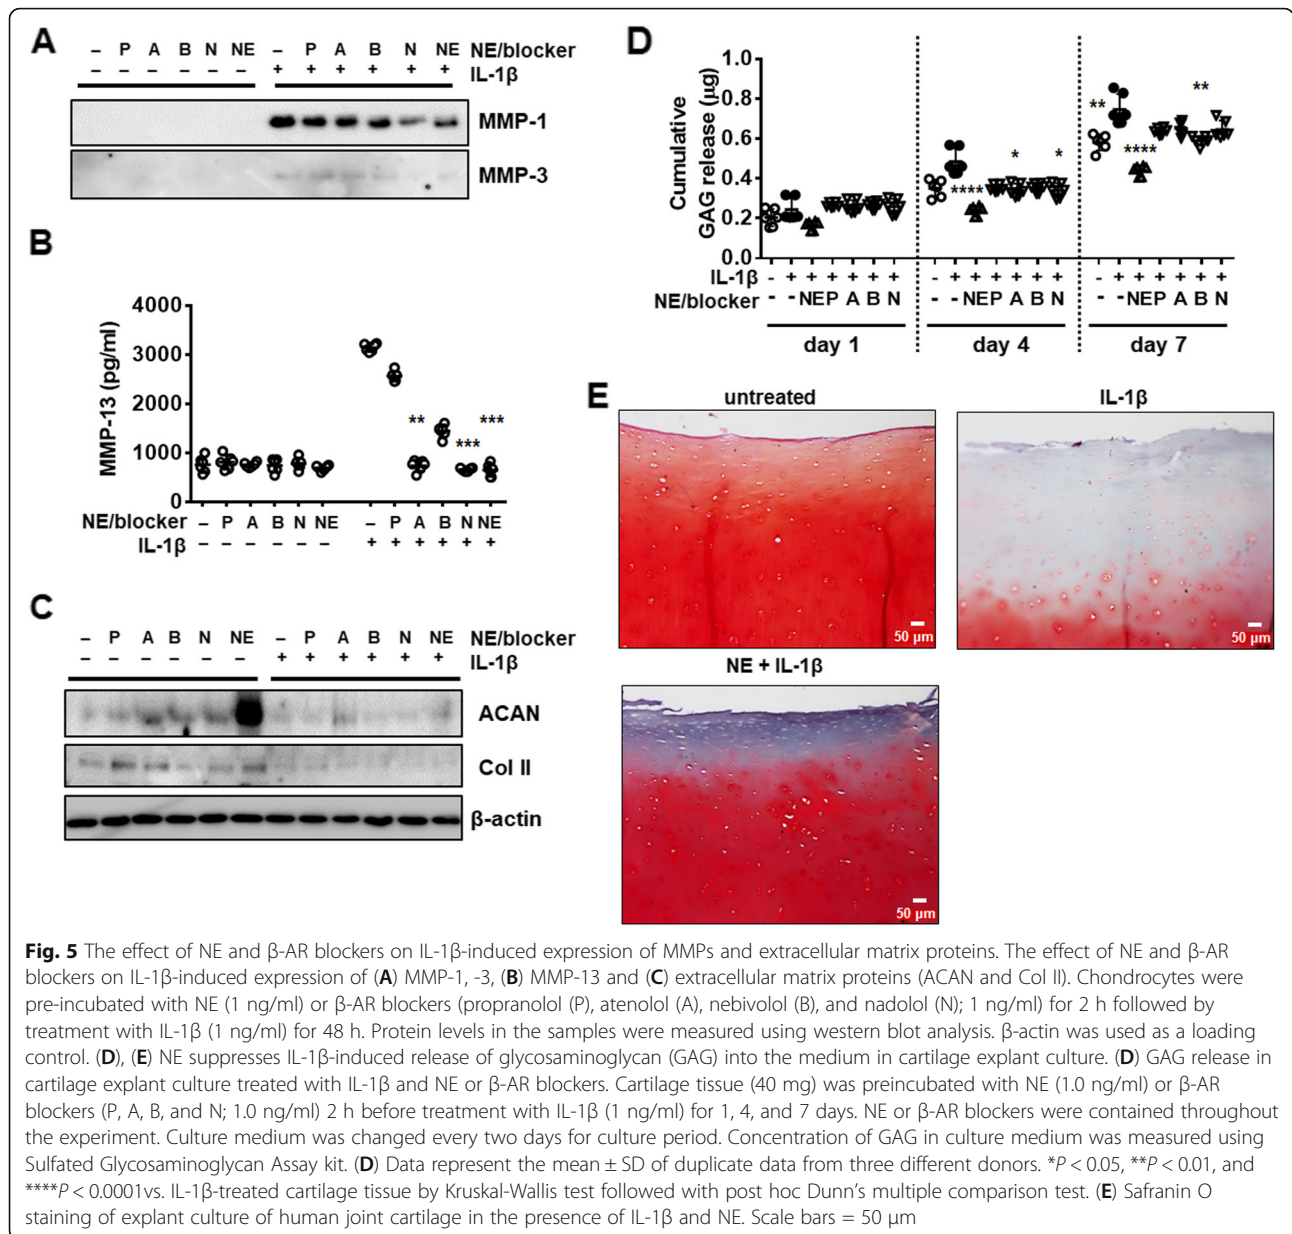 A
– P A B N NE – P A B N NE NE/blocker
– – – – – – + + + + + + IL-1β
MMP-1
MMP-3
B
MMP-13 (pg/ml)
4000
3000
2000
1000
0
** *** ***
NE/blocker – P A B N NE – P A B N NE
IL-1β – – – – – – + + + + + +
C
– P A B N NE – P A B N NE NE/blocker
– – – – – – + + + + + + IL-1β
ACAN
Col II
β-actin
D
Cumulative
GAG release (µg)
1.0
0.8
0.6
0.4
0.2
0.0
**** * * ** **** **
IL-1β - + + + + + + - + + + + + + - + + + + + +
NE/blocker - - NE P A B N - - NE P A B N - - NE P A B N
day 1 day 4 day 7
E
untreated
50 µm
IL-1β
50 µm
NE + IL-1β
50 µm
Fig. 5 The effect of NE and β-AR blockers on IL-1β-induced expression of MMPs and extracellular matrix proteins. The effect of NE and β-AR
blockers on IL-1β-induced expression of (A) MMP-1, -3, (B) MMP-13 and (C) extracellular matrix proteins (ACAN and Col II). Chondrocytes were
pre-incubated with NE (1 ng/ml) or β-AR blockers (propranolol (P), atenolol (A), nebivolol (B), and nadolol (N); 1 ng/ml) for 2 h followed by
treatment with IL-1β (1 ng/ml) for 48 h. Protein levels in the samples were measured using western blot analysis. β-actin was used as a loading
control. (D), (E) NE suppresses IL-1β-induced release of glycosaminoglycan (GAG) into the medium in cartilage explant culture. (D) GAG release in
cartilage explant culture treated with IL-1β and NE or β-AR blockers. Cartilage tissue (40 mg) was preincubated with NE (1.0 ng/ml) or β-AR
blockers (P, A, B, and N; 1.0 ng/ml) 2 h before treatment with IL-1β (1 ng/ml) for 1, 4, and 7 days. NE or β-AR blockers were contained throughout
the experiment. Culture medium was changed every two days for culture period. Concentration of GAG in culture medium was measured using
Sulfated Glycosaminoglycan Assay kit. (D) Data represent the mean ± SD of duplicate data from three different donors. *P < 0.05, **P < 0.01, and
****P < 0.0001vs. IL-1β-treated cartilage tissue by Kruskal-Wallis test followed with post hoc Dunn's multiple comparison test. (E) Safranin O
staining of explant culture of human joint cartilage in the presence of IL-1β and NE. Scale bars = 50 µm